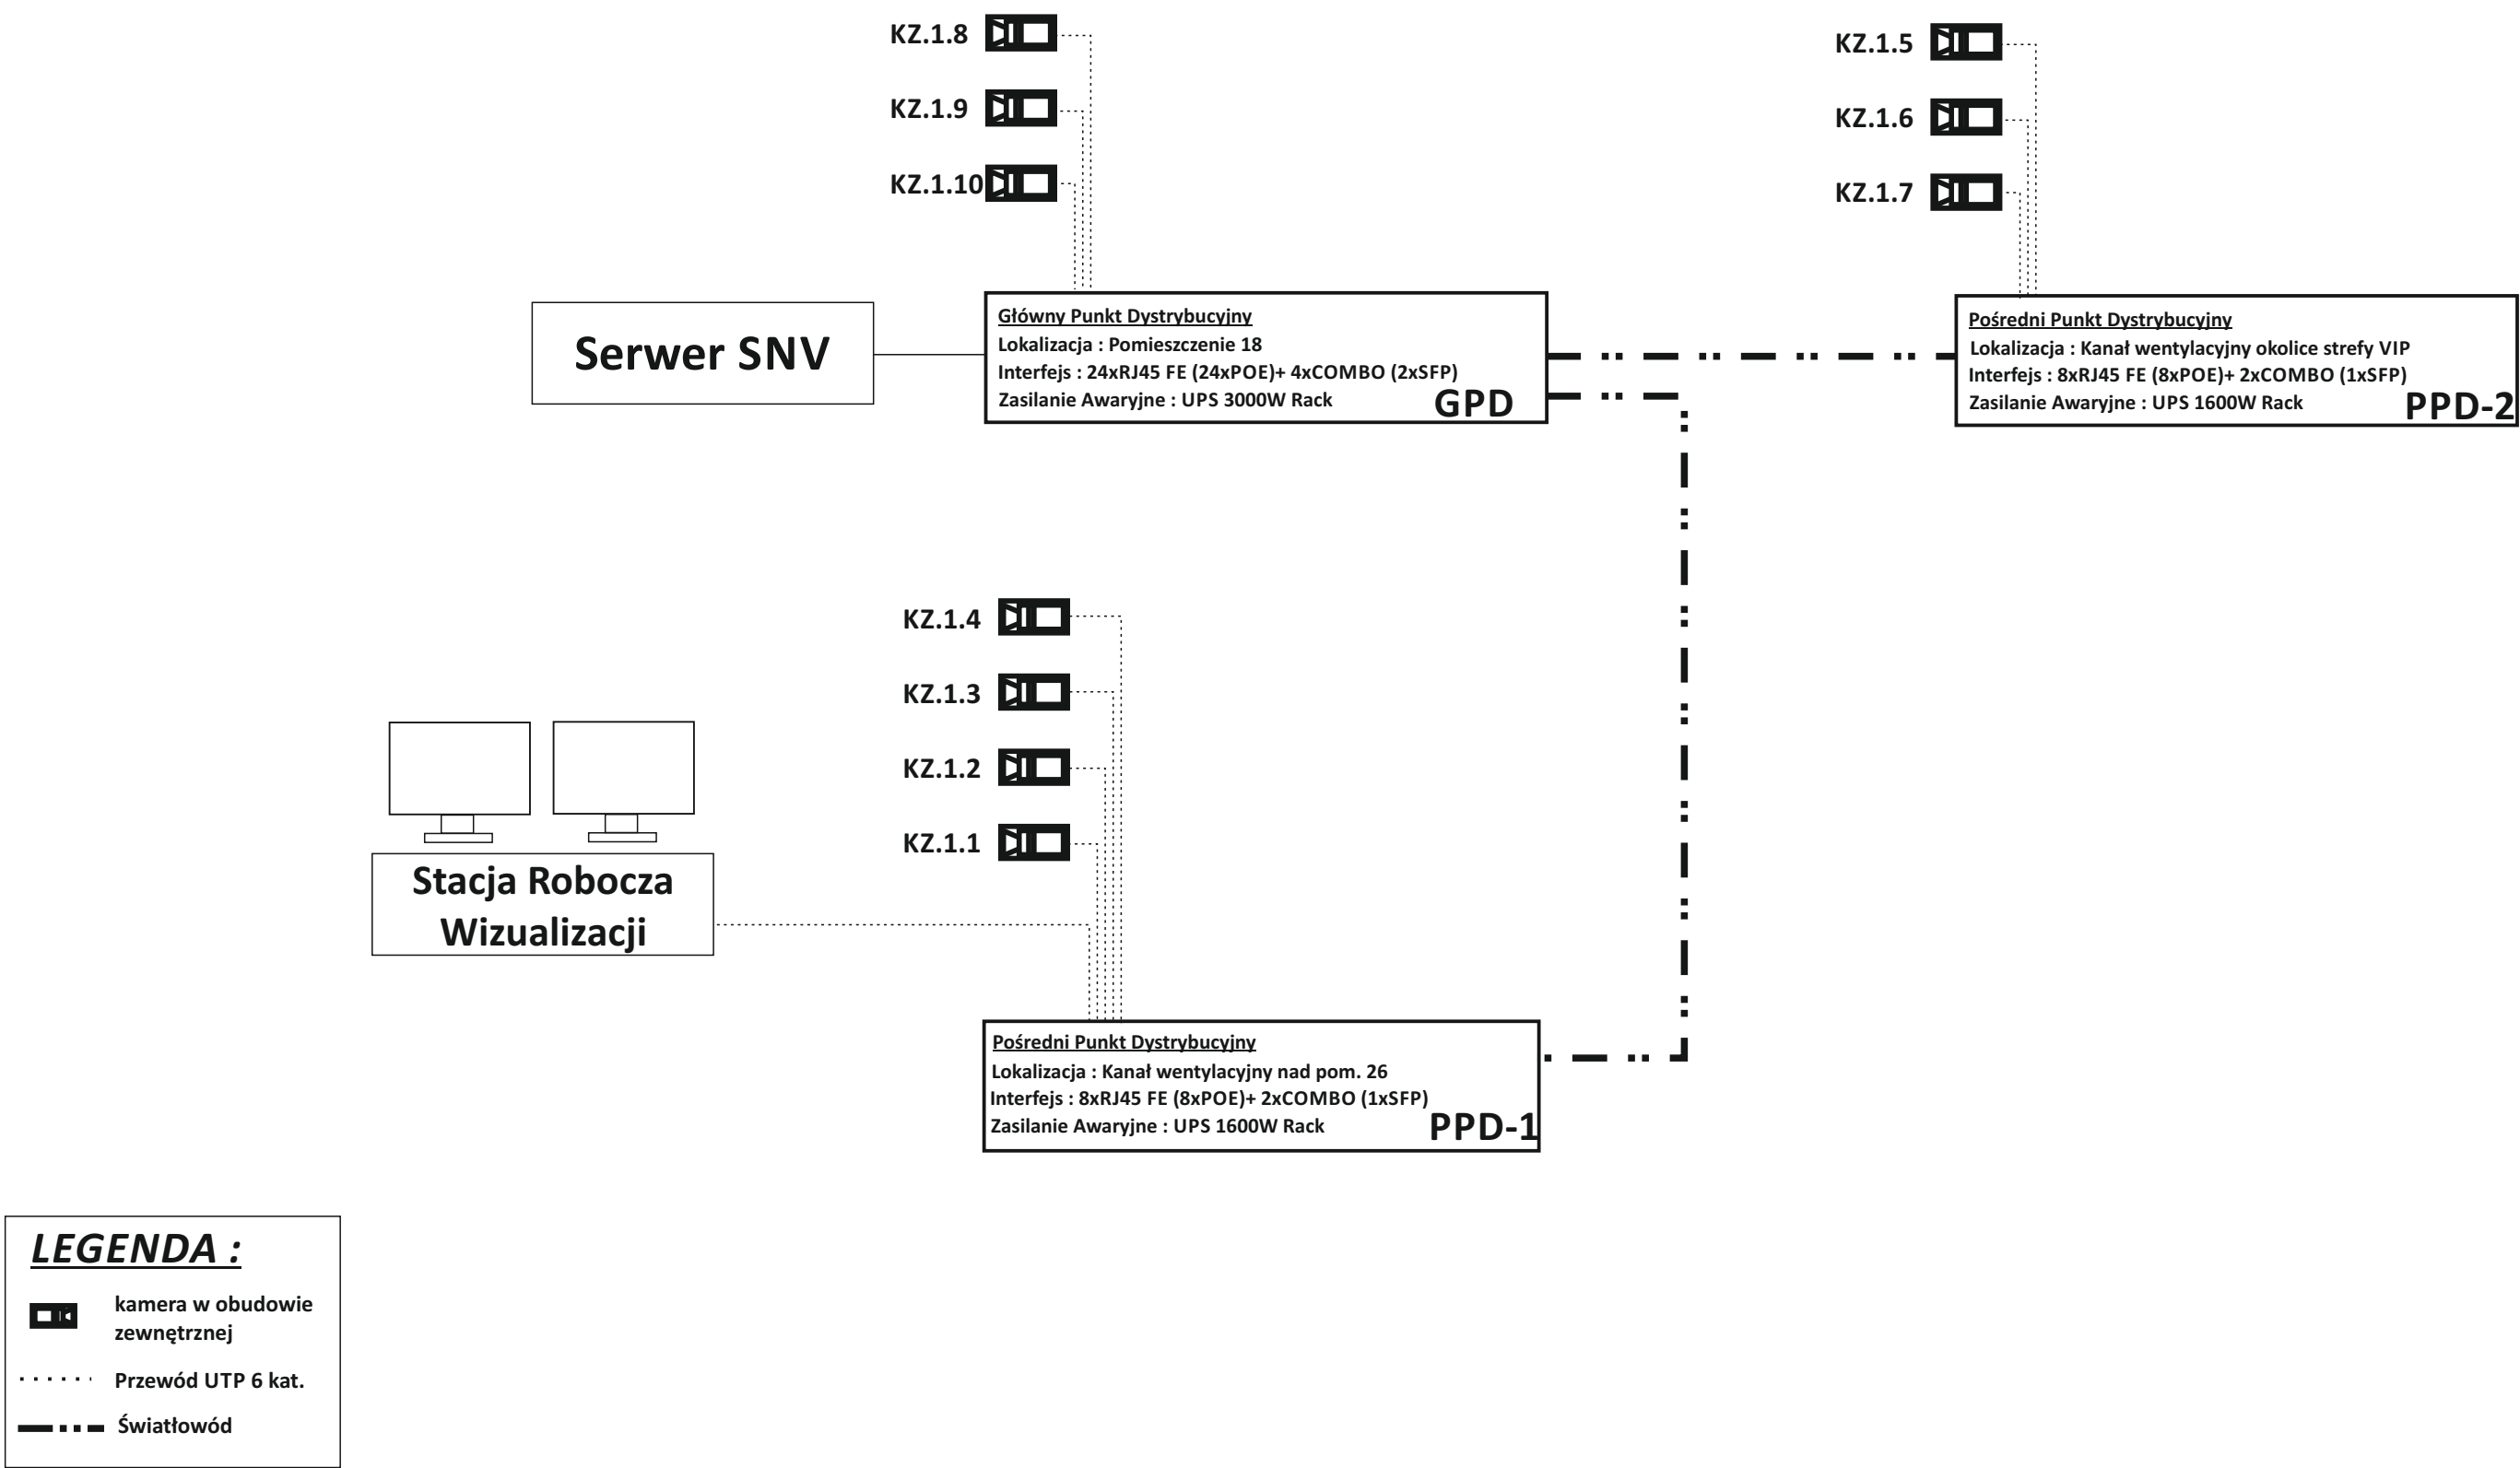 KZ.1.8
KZ.1.9
KZ.1.10
KZ.1.5
KZ.1.6
KZ.1.7
Serwer SNV
Główny Punkt Dystrybucyjny
Lokalizacja : Pomieszczenie 18
Interfejs : 24xRJ45 FE (24xPOE)+ 4xCOMBO (2xSFP)
Zasilanie Awaryjne : UPS 3000W Rack
GPD
Pośredni Punkt Dystrybucyjny
Lokalizacja : Kanał wentylacyjny okolice strefy VIP
Interfejs : 8xRJ45 FE (8xPOE)+ 2xCOMBO (1xSFP)
Zasilanie Awaryjne : UPS 1600W Rack
PPD-2
KZ.1.4
KZ.1.3
KZ.1.2
KZ.1.1
Stacja Robocza
Wizualizacji
Pośredni Punkt Dystrybucyjny
Lokalizacja : Kanał wentylacyjny nad pom. 26
Interfejs : 8xRJ45 FE (8xPOE)+ 2xCOMBO (1xSFP)
Zasilanie Awaryjne : UPS 1600W Rack
PPD-1
LEGENDA :
kamera w obudowie
zewnętrznej
Przewód UTP 6 kat.
Światłowód